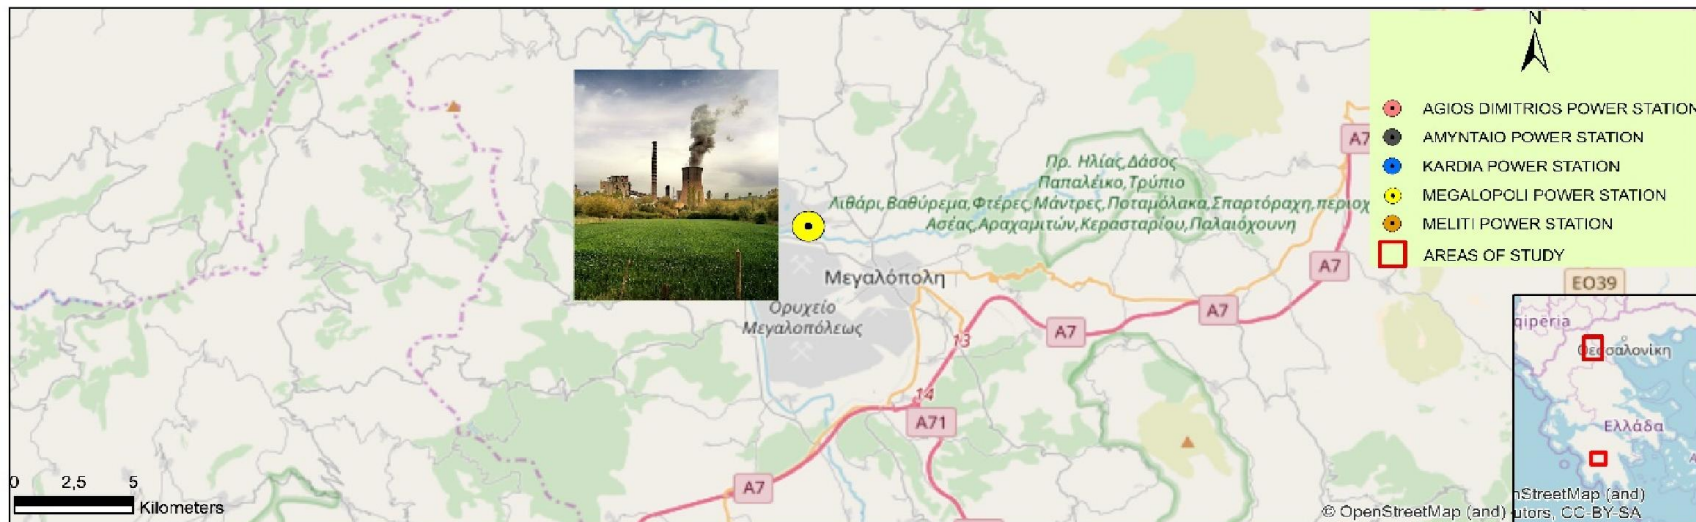 N
AGIOS DIMITRIOS POWER STATION
AMYNTAIO POWER STATION
KARDIA POWER STATION
MEGALOPOLI POWER STATION
MELITI POWER STATION
AREAS OF STUDY
A7
Πρ. Ηλίας,Δάσος
Παπαλέικο,Τρύπιο
Λιθάρι,Βαθύρεμα,Φτέρες,Μάντρες,Ποταμόλακα,Σπαρτόραχη,περιοχ
Ασέας,Αραχαμιτών,Κερασταρίου,Παλαιόχουνη
A7
Μεγαλόπολη
EO39
Ορυχείο
Μεγαλοπόλεως
A7
A7
13
14
A71
A7
qipëria
Θεσσαλονίκη
Ελλάδα
0 2,5 5
Kilometers
nStreetMap (and)
© OpenStreetMap (and)
utors, CC-BY-SA